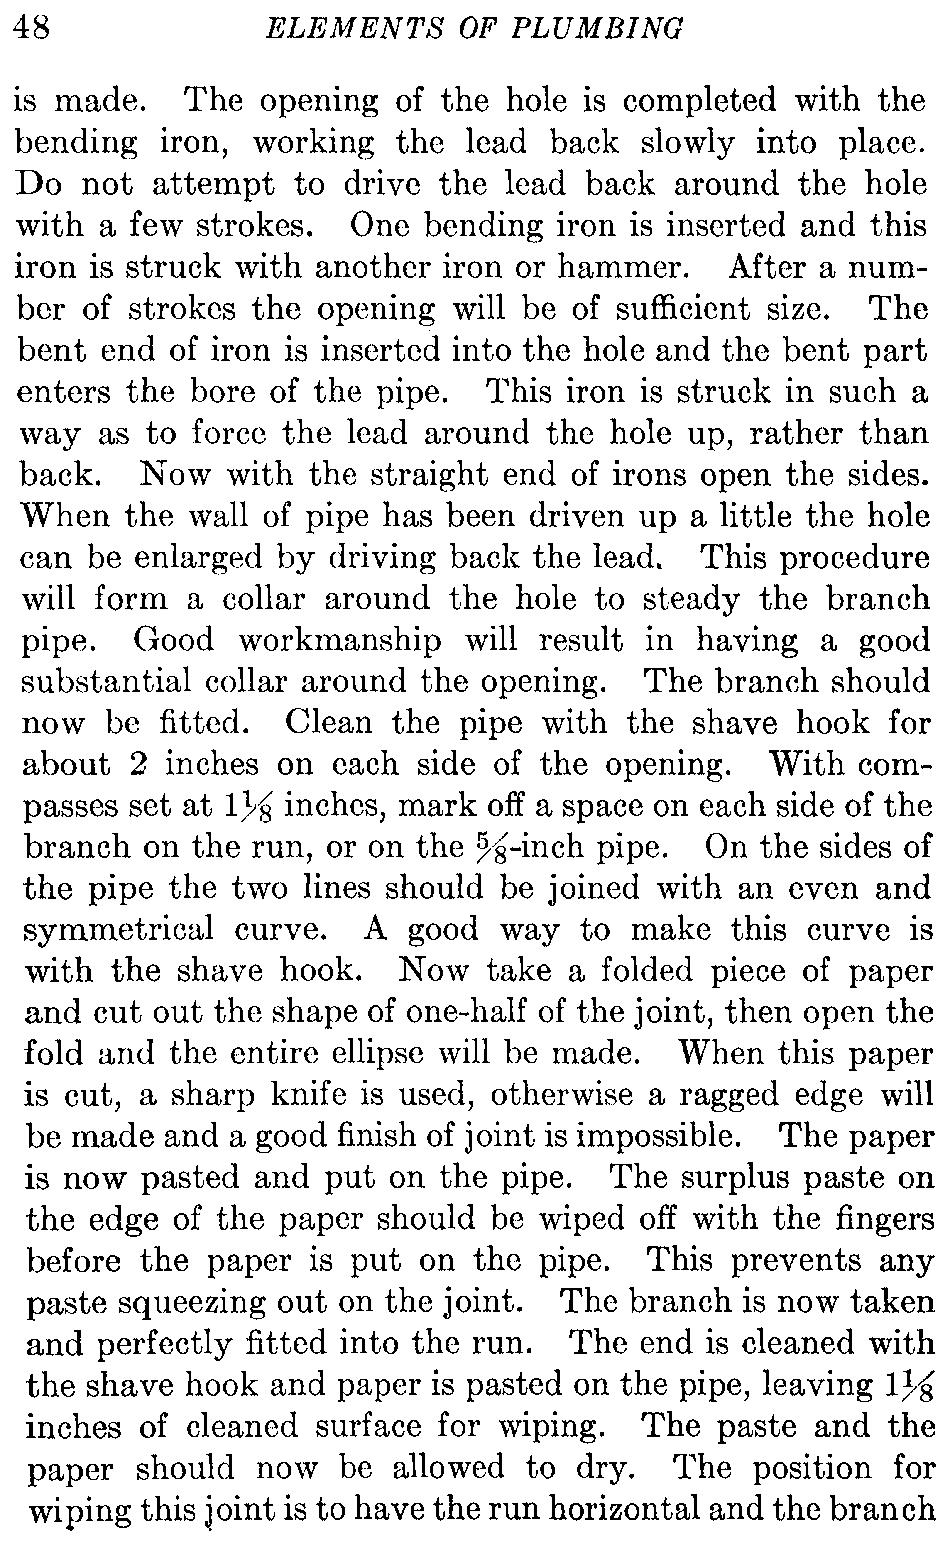 48 ELEMENTS OF PLUMBING
is made. The opening of the hole is completed with the
bending iron, working the lead back slowly into place.
Do not attempt to drive the lead back around the hole
with a few strokes. One bending iron is inserted and this
iron is struck with another iron or hammer. After a num-
ber of strokes the opening will be of sufficient size. The
bent end of iron is inserted into the hole and the bent part
enters the bore of the pipe. This iron is struck in such a
way as to force the lead around the hole up, rather than
back. Now with the straight end of irons open the sides.
When the wall of pipe has been driven up a little the hole
can be enlarged by driving back the lead. This procedure
will form a collar around the hole to steady the branch
pipe. Good workmanship will result in having a good
substantial collar around the opening. The branch should
now be fitted. Clean the pipe with the shave hook for
about 2 inches on each side of the opening. With com-
passes set at 1⅛ inches, mark off a space on each side of the
branch on the run, or on the ⅝-inch pipe. On the sides of
the pipe the two lines should be joined with an even and
symmetrical curve. A good way to make this curve is
with the shave hook. Now take a folded piece of paper
and cut out the shape of one-half of the joint, then open the
fold and the entire ellipse will be made. When this paper
is cut, a sharp knife is used, otherwise a ragged edge will
be made and a good finish of joint is impossible. The paper
is now pasted and put on the pipe. The surplus paste on
the edge of the paper should be wiped off with the fingers
before the paper is put on the pipe. This prevents any
paste squeezing out on the joint. The branch is now taken
and perfectly fitted into the run. The end is cleaned with
the shave hook and paper is pasted on the pipe, leaving 1⅛
inches of cleaned surface for wiping. The paste and the
paper should now be allowed to dry. The position for
wiping this joint is to have the run horizontal and the branch